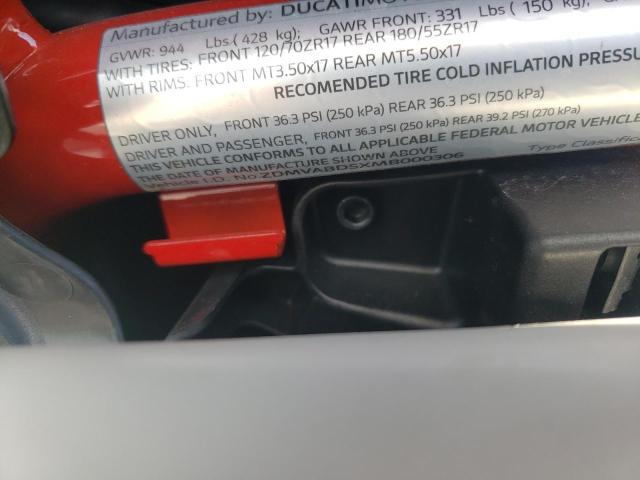 Manufactured by: DUCATI
GVWR: 944 Lbs (428 kg); GAWR FRONT: 331 Lbs (150 kg),
WITH TIRES: FRONT 120/70ZR17 REAR 180/55ZR17
WITH RIMS: FRONT MT3.50x17 REAR MT5.50x17
RECOMENDED TIRE COLD INFLATION
DRIVER ONLY, FRONT 36.3 PSI (250 kPa) REAR 36.3 PSI (250 kPa)
DRIVER AND PASSENGER, FRONT 36.3 PSI (250 kPa) REAR 39.2 PSI (270 kPa)
THIS VEHICLE CONFORMS TO ALL APPLICABLE FEDERAL MOTOR VEHICLE
THE DATE OF MANUFACTURE SHOWN ABOVE
Type
Vehicle I.D. No: ZDMVABDSXMB000306